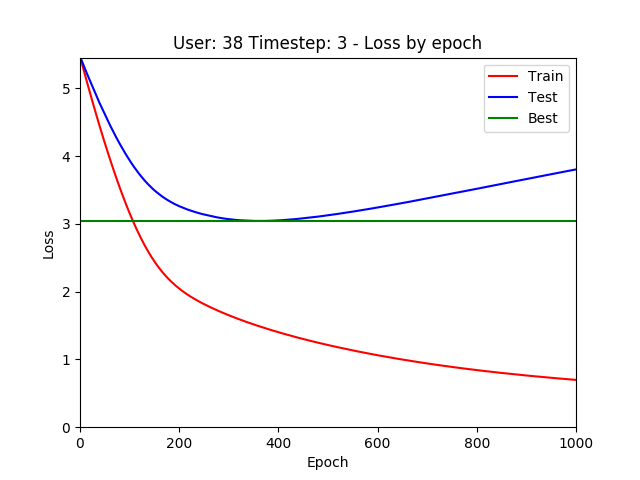 User: 38 Timestep: 3 - Loss by epoch
Train
Test
Best
5
4
3
2
1
0
Loss
0 200 400 600 800 1000
Epoch